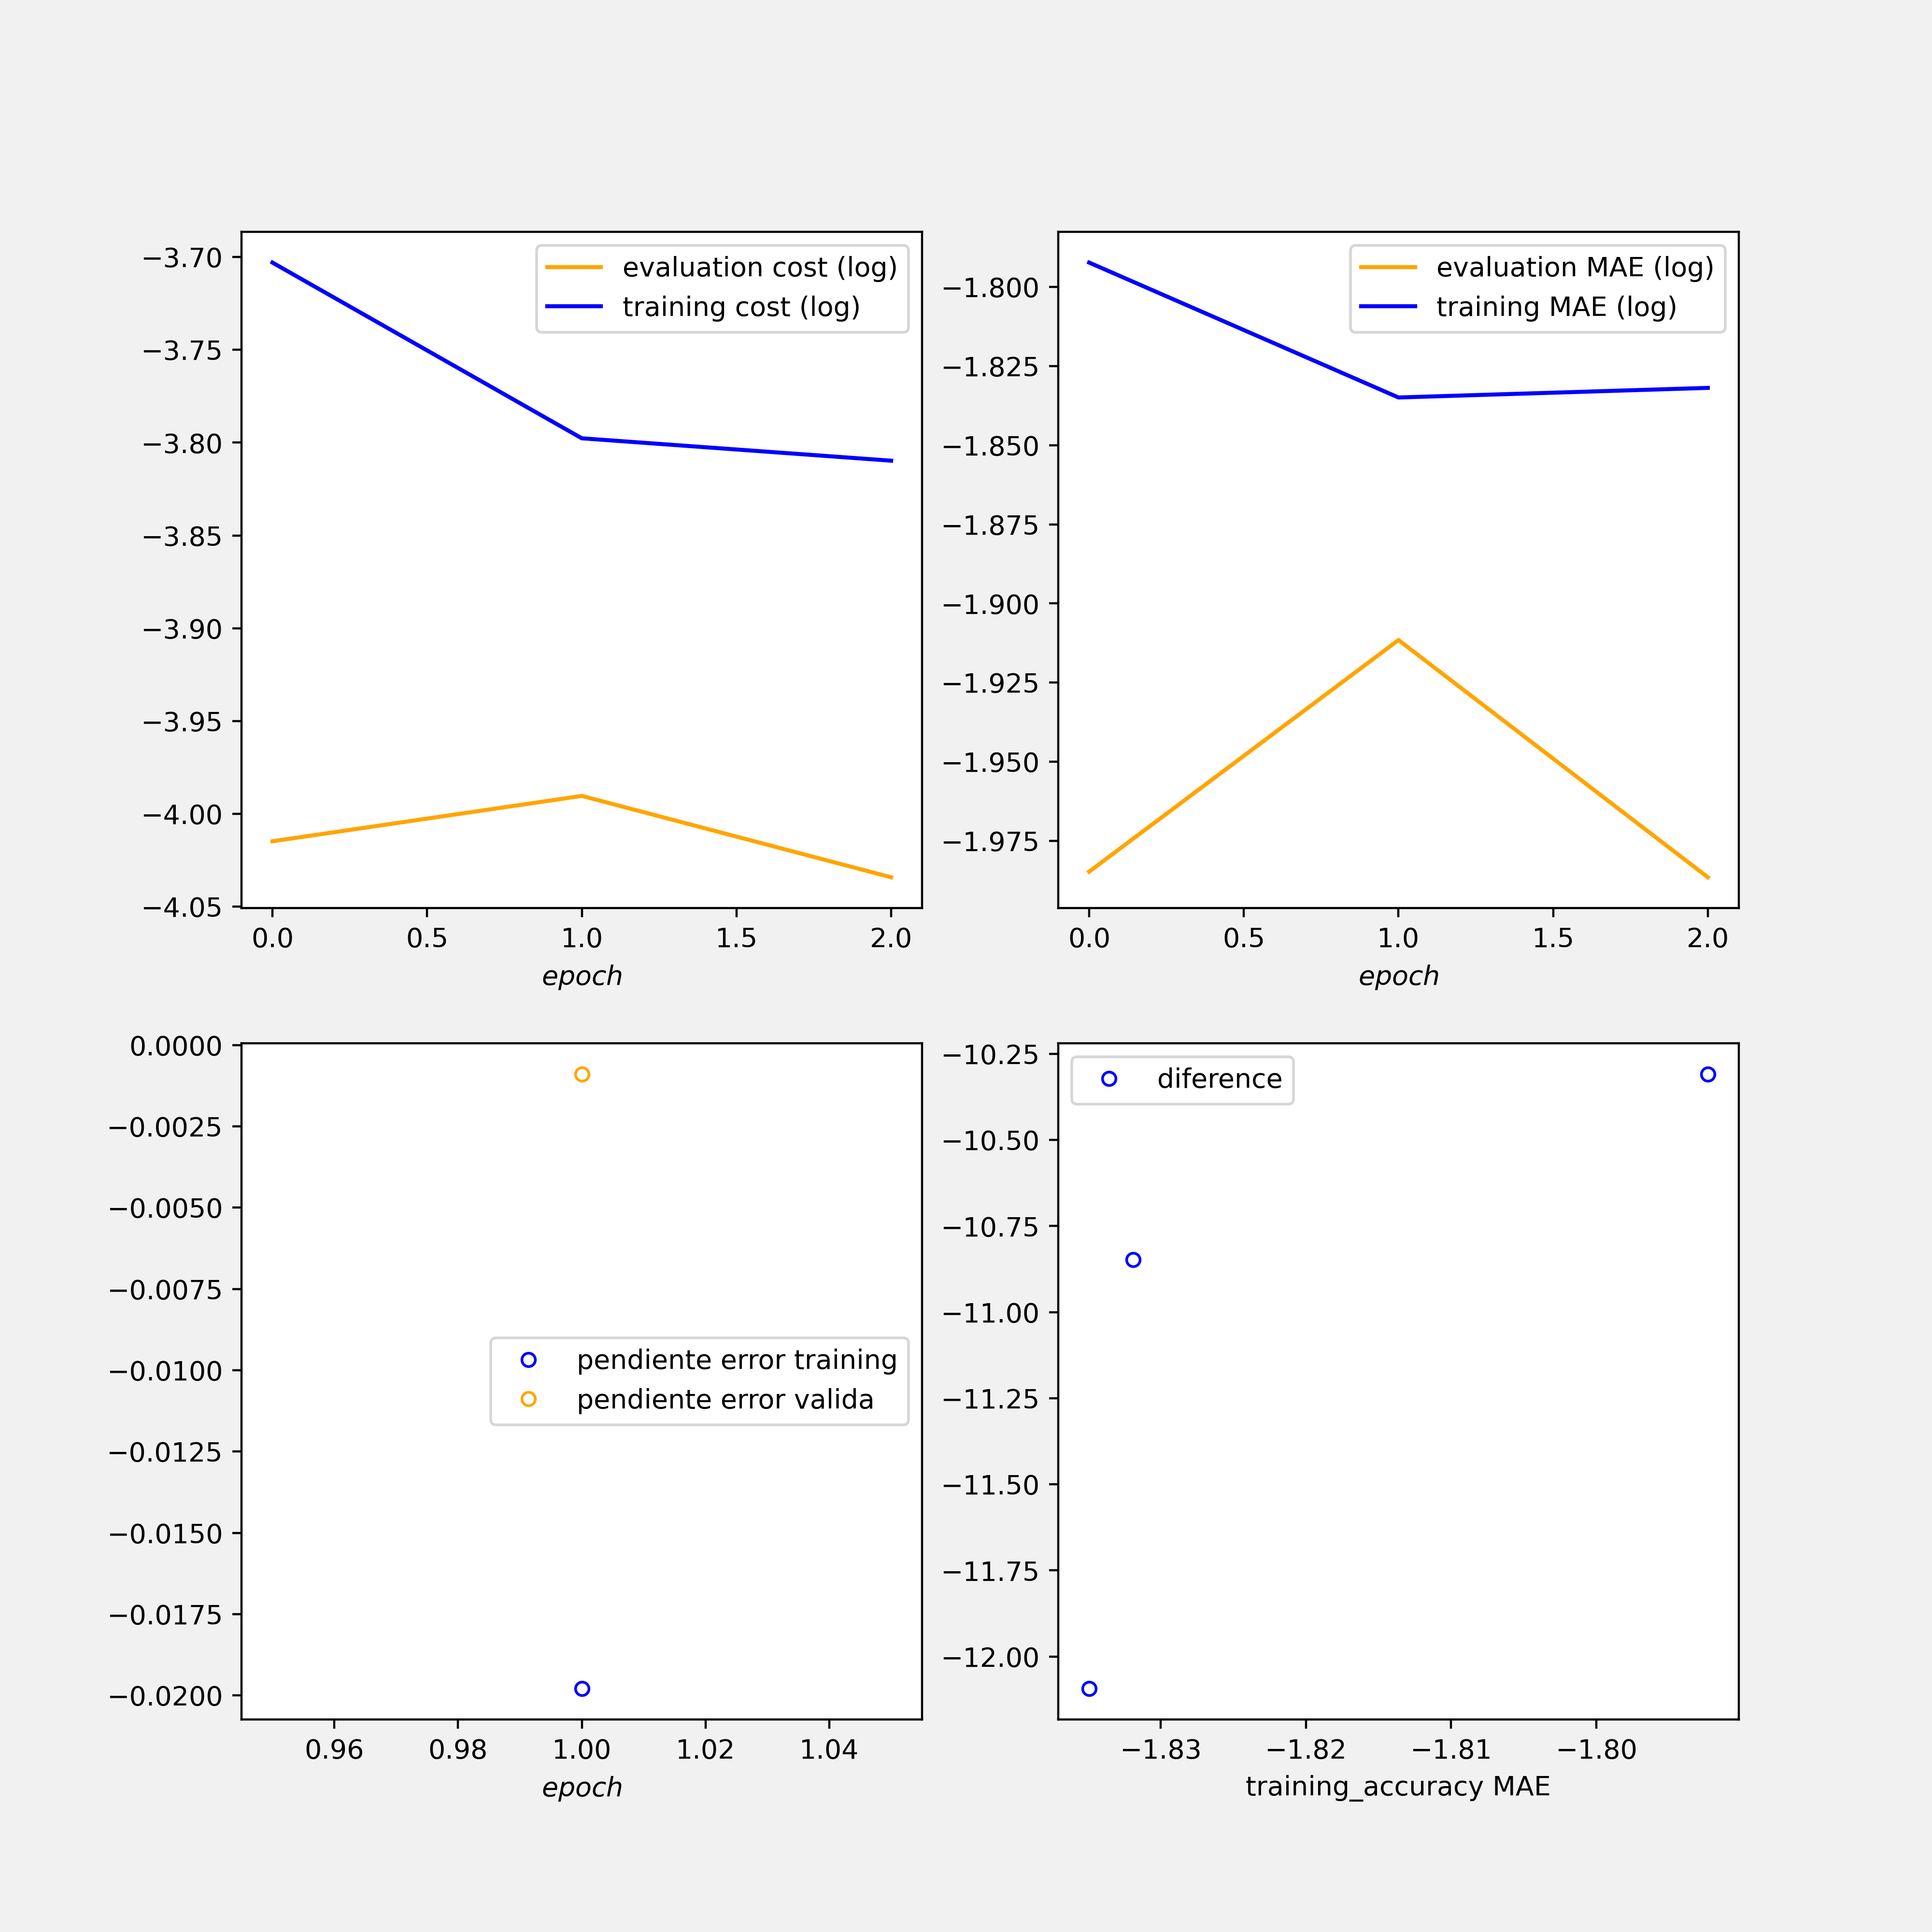 −3.70
−3.75
−3.80
−3.85
−3.90
−3.95
−4.00
−4.05
evaluation cost (log)
training cost (log)
0.0 0.5 1.0 1.5 2.0
epoch
−1.800
−1.825
−1.850
−1.875
−1.900
−1.925
−1.950
−1.975
evaluation MAE (log)
training MAE (log)
0.0 0.5 1.0 1.5 2.0
epoch
0.0000
−0.0025
−0.0050
−0.0075
−0.0100
−0.0125
−0.0150
−0.0175
−0.0200
pendiente error training
pendiente error valida
0.96 0.98 1.00 1.02 1.04
epoch
−10.25
−10.50
−10.75
−11.00
−11.25
−11.50
−11.75
−12.00
diference
−1.83 −1.82 −1.81 −1.80
training_accuracy MAE